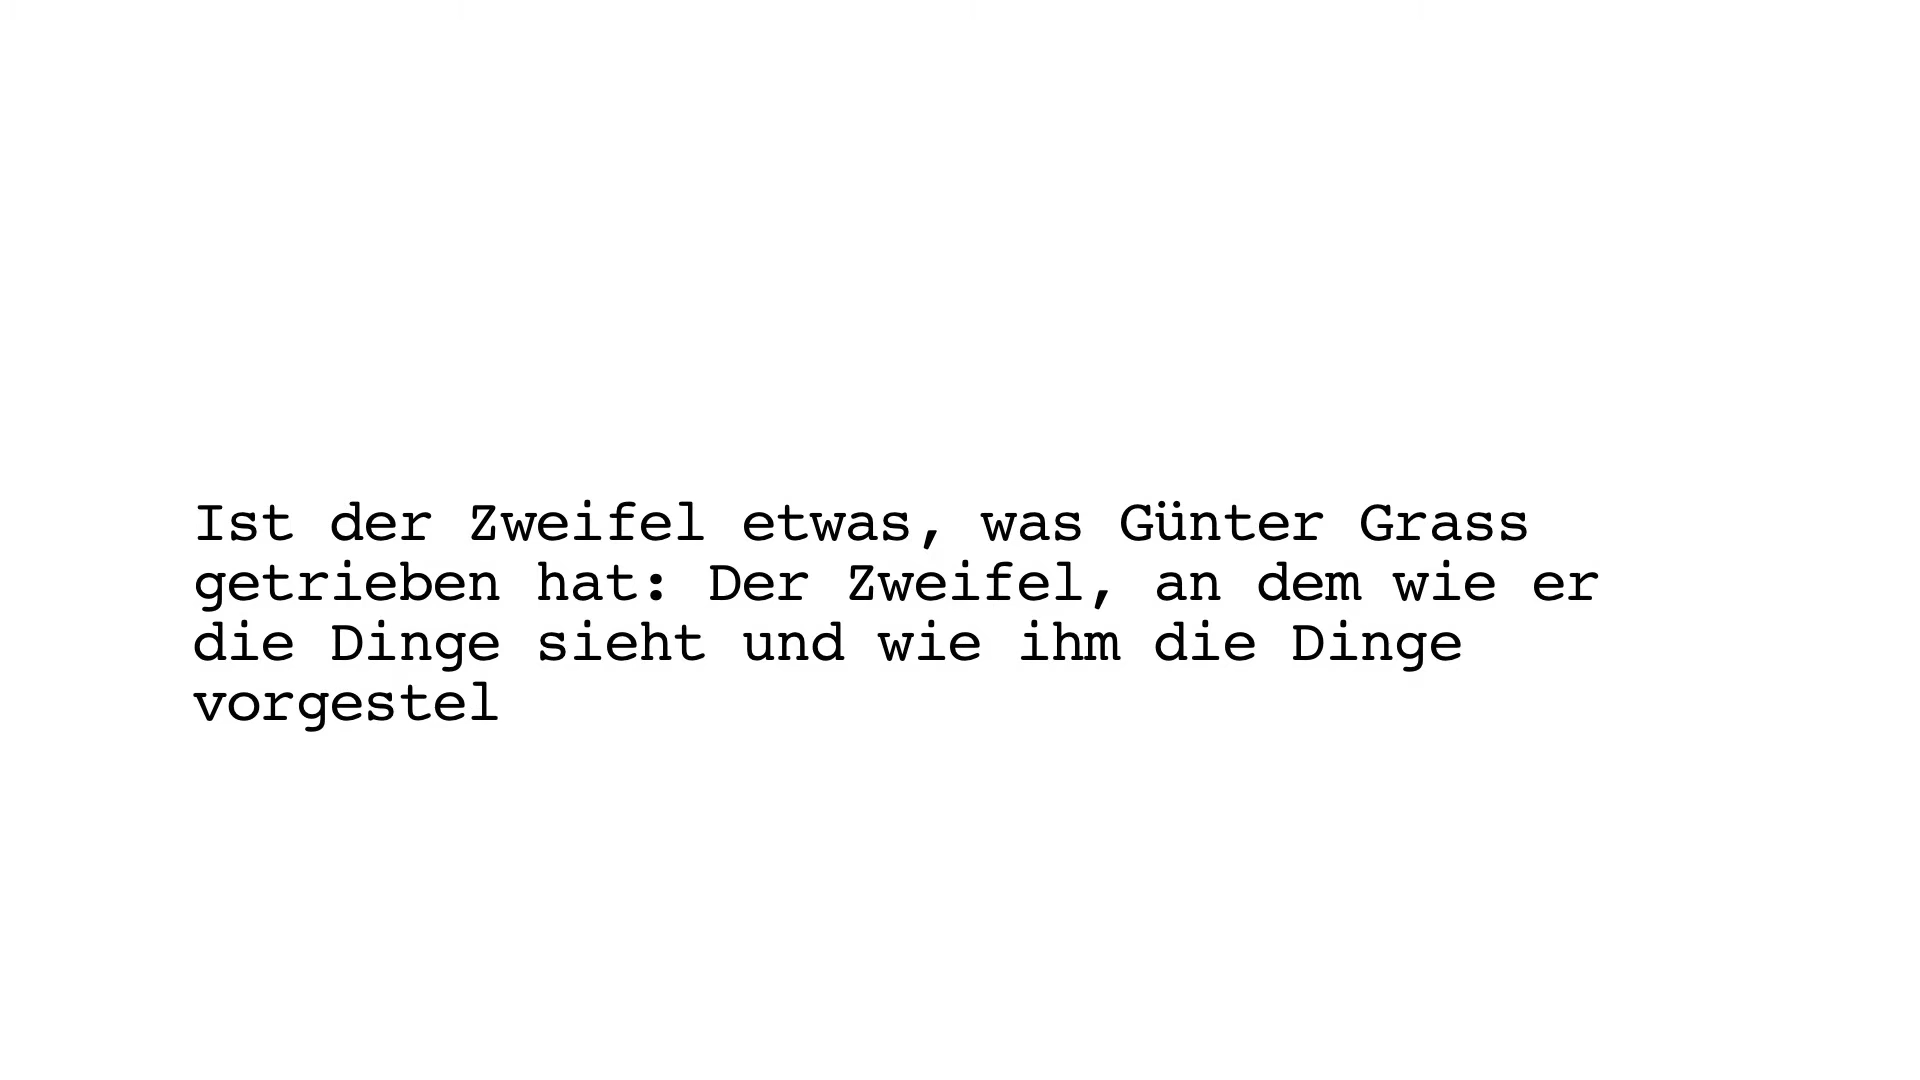 Ist der Zweifel etwas, was Günter Grass
getrieben hat: Der Zweifel, an dem wie er
die Dinge sieht und wie ihm die Dinge
vorgestel